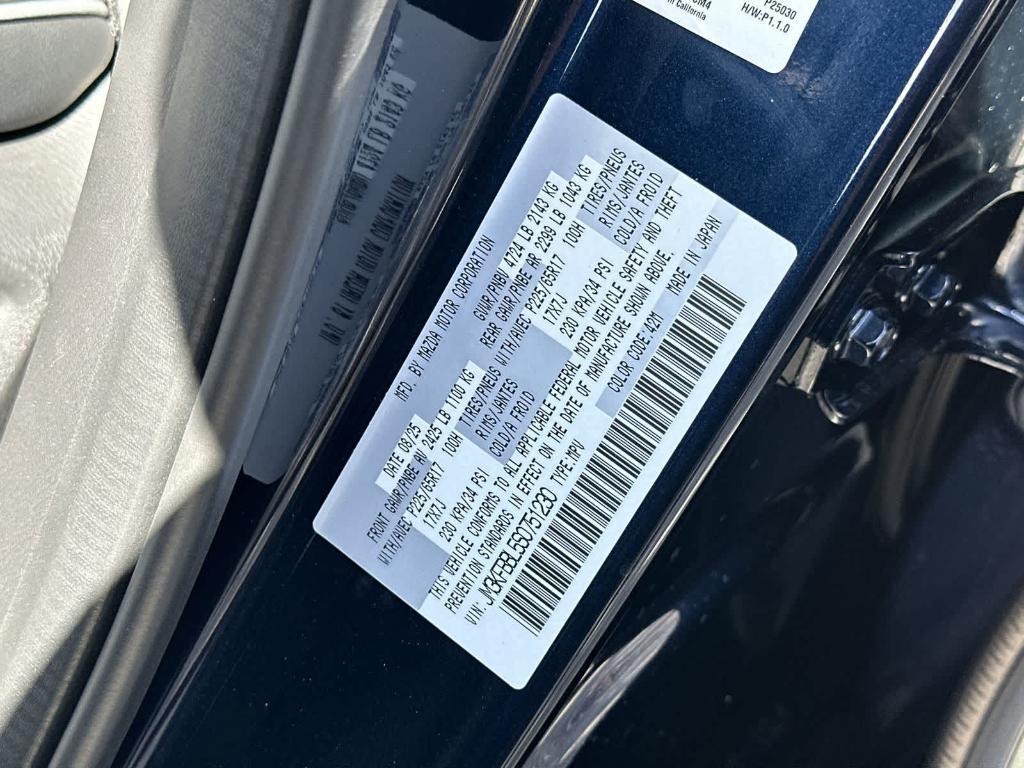 P25030
H/W:P1.1.0
in California
MFD. BY MAZDA MOTOR CORPORATION
DATE 08/25 GVWR/PNBV 4724 LB 2143 KG
FRONT GAWR/PNBE AV 2425 LB 1100 KG REAR GAWR/PNBE AR 2299 LB 1043 KG
WITH/AVEC P225/65R17 100H TIRES/PNEUS WITH/AVEC P225/65R17 100H TIRES/PNEUS
17X7J RIMS/JANTES 17X7J RIMS/JANTES
230 KPA/34 PSI COLD/A FROID 230 KPA/34 PSI COLD/A FROID
THIS VEHICLE CONFORMS TO ALL APPLICABLE FEDERAL MOTOR VEHICLE SAFETY AND THEFT
PREVENTION STANDARDS IN EFFECT ON THE DATE OF MANUFACTURE SHOWN ABOVE.
VIN: JM3KFBBL5S0751230 TYPE:MPV COLOR CODE:42M MADE IN JAPAN